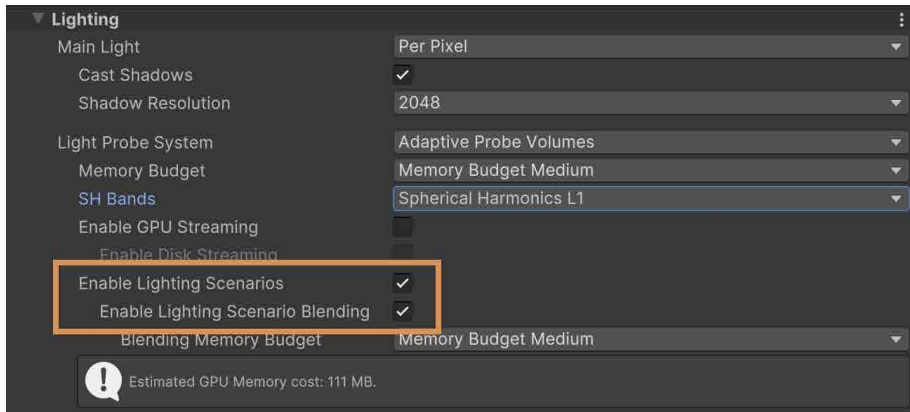 Lighting
Main Light Per Pixel
Cast Shadows
Shadow Resolution 2048
Light Probe System Adaptive Probe Volumes
Memory Budget Memory Budget Medium
SH Bands Spherical Harmonics L1
Enable GPU Streaming
Enable Disk Streaming
Enable Lighting Scenarios
Enable Lighting Scenario Blending
Blending Memory Budget Memory Budget Medium
Estimated GPU Memory cost: 111 MB.